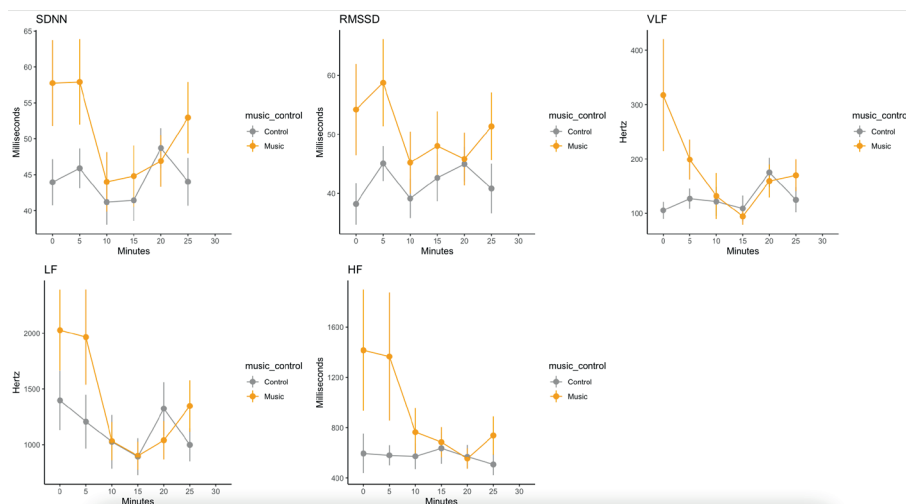 SDNN
65
60
55
50
45
40
Milliseconds
0 5 10 15 20 25 30
Minutes
music_control
Control
Music
RMSSD
60
50
40
Milliseconds
0 5 10 15 20 25 30
Minutes
music_control
Control
Music
VLF
400
300
200
100
Hertz
0 5 10 15 20 25 30
Minutes
music_control
Control
Music
LF
2000
1500
1000
Hertz
0 5 10 15 20 25 30
Minutes
music_control
Control
Music
HF
1600
1200
800
400
Milliseconds
0 5 10 15 20 25 30
Minutes
music_control
Control
Music